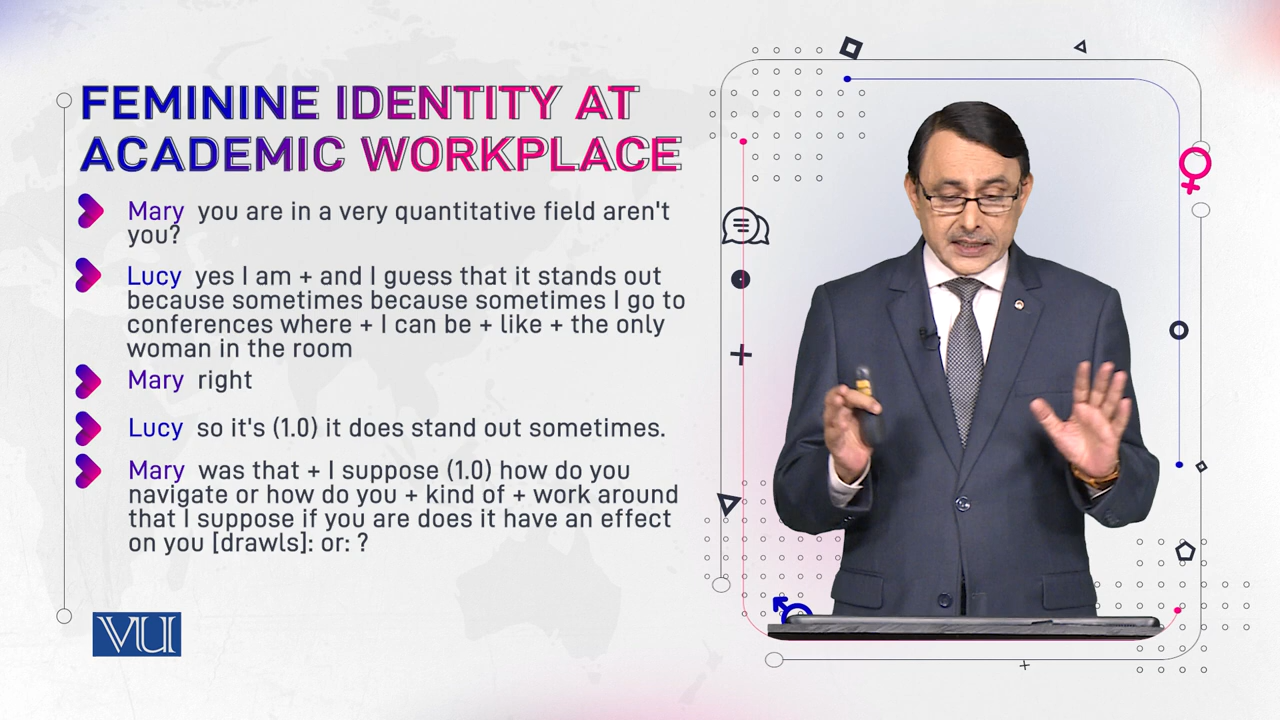 FEMININE IDENTITY AT
ACADEMIC WORKPLACE
Mary you are in a very quantitative field aren't
you?
Lucy yes I am + and I guess that it stands out
because sometimes because sometimes I go to
conferences where + I can be + like + the only
woman in the room
Mary right
Lucy so it's (1.0) it does stand out sometimes.
Mary was that + I suppose (1.0) how do you
navigate or how do you + kind of + work around
that I suppose if you are does it have an effect
on you [drawls]: or: ?
VU